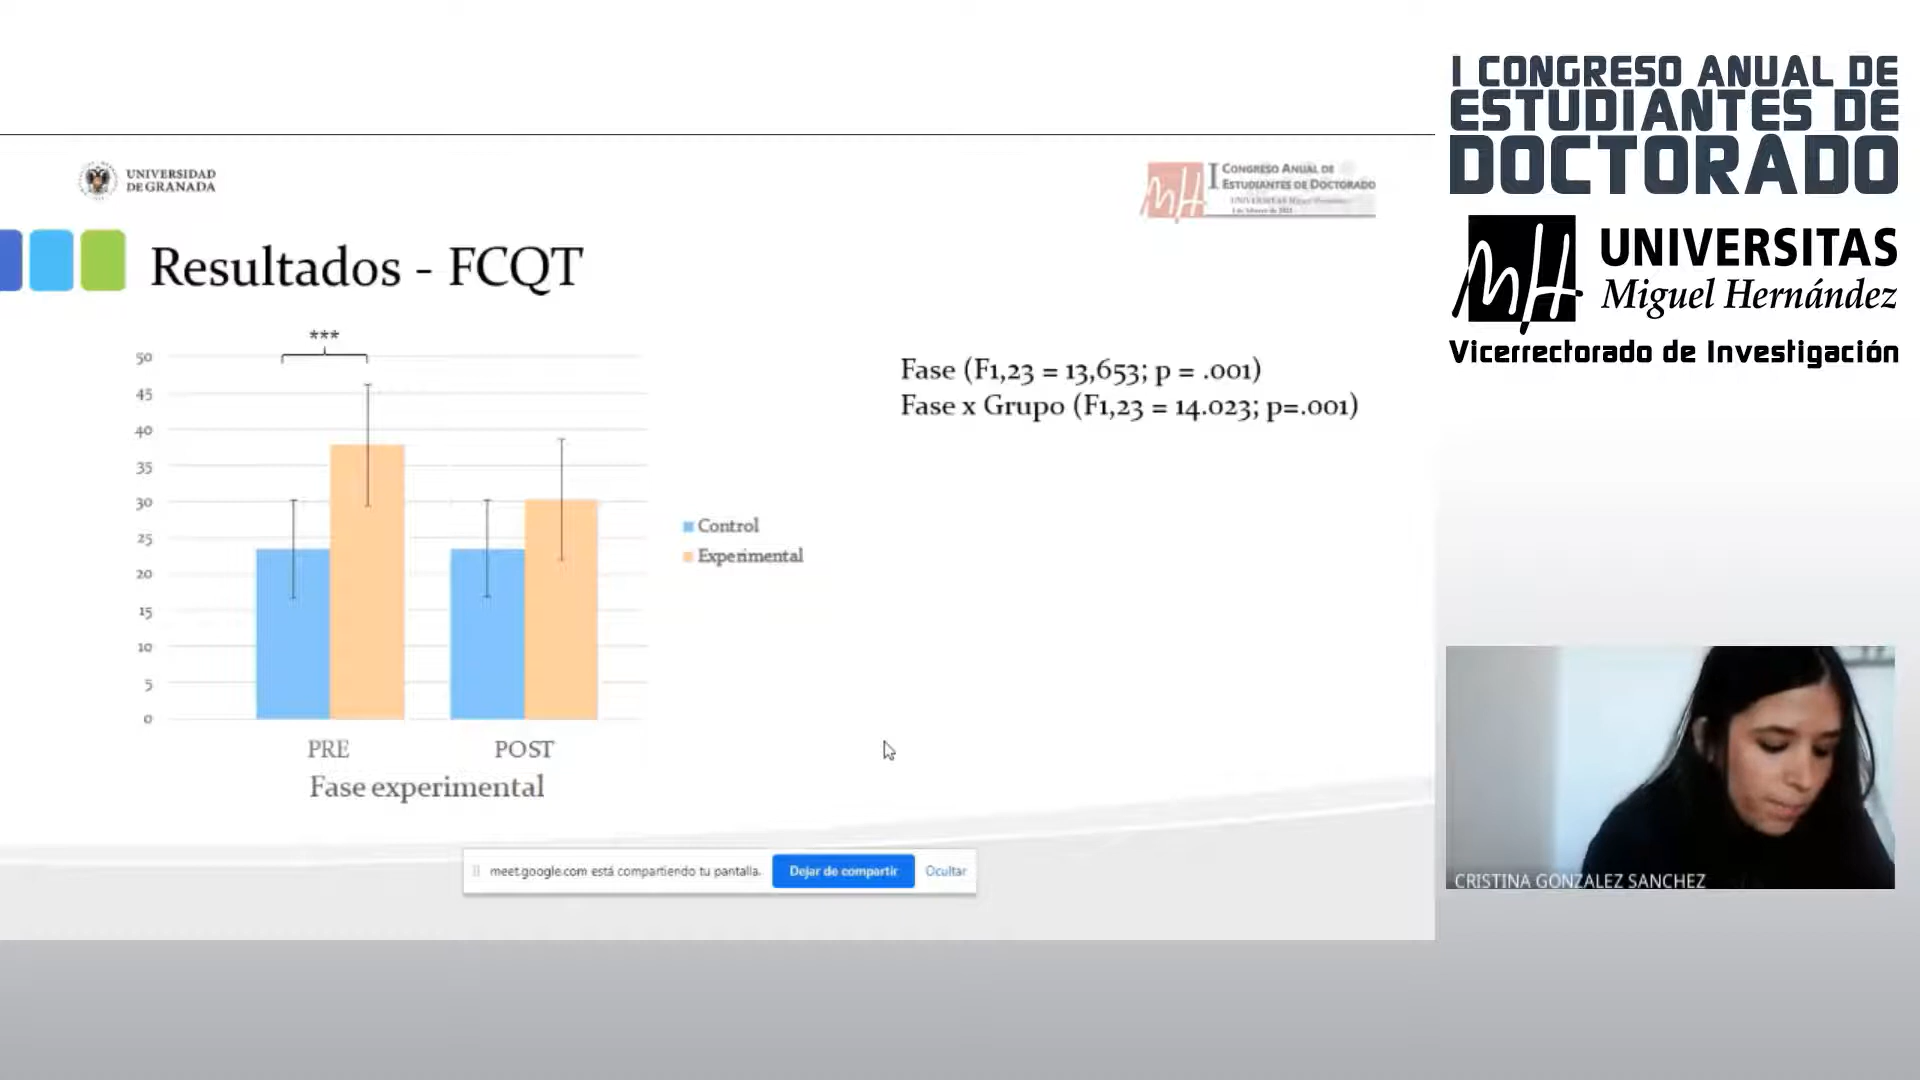 I CONGRESO ANUAL DE
ESTUDIANTES DE
DOCTORADO
UNIVERSITAS
Miguel Hernández
Vicerrectorado de Investigación
UNIVERSIDAD
DE GRANADA
I CONGRESO ANUAL DE
ESTUDIANTES DE DOCTORADO
UNIVERSITAS Miguel Hernández
Resultados - FCQT
***
50
45
40
35
30
25
20
15
10
5
0
PRE
POST
Fase experimental
Control
Experimental
Fase (F1,23 = 13,653; p = .001)
Fase x Grupo (F1,23 = 14.023; p=.001)
meet.google.com está compartiendo tu pantalla.
Dejar de compartir
Ocultar
CRISTINA GONZALEZ SANCHEZ